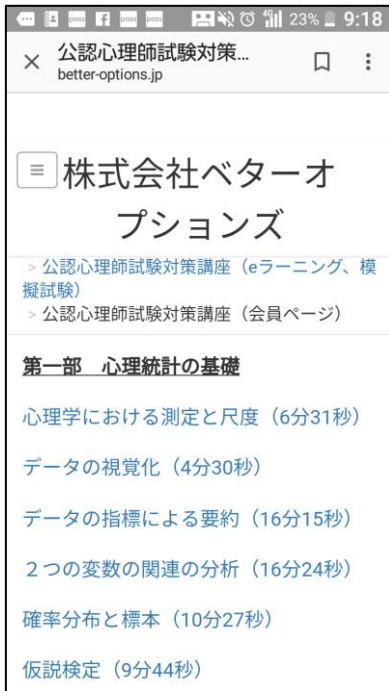 23% 9:18
公認心理師試験対策...
better-options.jp
株式会社ベターオ
プションズ
> 公認心理師試験対策講座（eラーニング、模
擬試験）
> 公認心理師試験対策講座（会員ページ）
第一部　心理統計の基礎
心理学における測定と尺度（6分31秒）
データの視覚化（4分30秒）
データの指標による要約（16分15秒）
２つの変数の関連の分析（16分24秒）
確率分布と標本（10分27秒）
仮説検定（9分44秒）